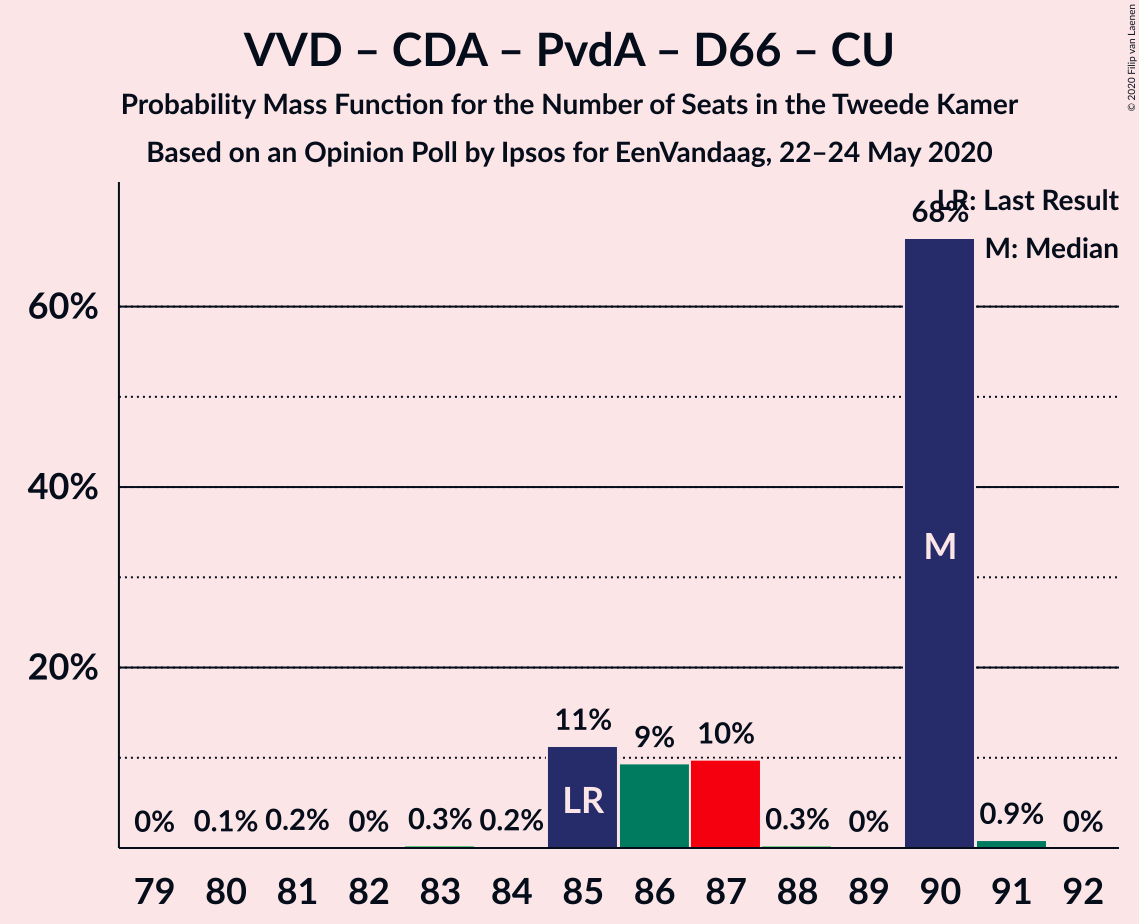 VVD – CDA – PvdA – D66 – CU
Probability Mass Function for the Number of Seats in the Tweede Kamer
Based on an Opinion Poll by Ipsos for EenVandaag, 22–24 May 2020
© 2020 Filip van Laenen
LR: Last Result
M: Median
68%
60%
40%
20%
M
11%
9%
10%
LR
0%
0.1%
0.2%
0%
0.3%
0.2%
0.3%
0%
0.9%
0%
79 80 81 82 83 84 85 86 87 88 89 90 91 92